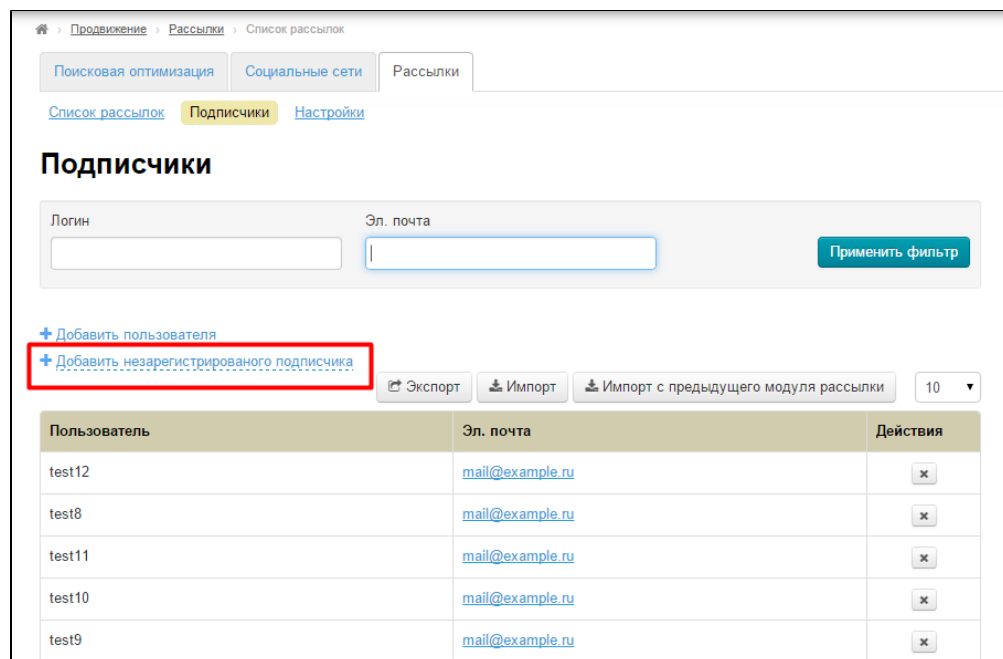 Продвижение › Рассылки › Список рассылок
Поисковая оптимизация Социальные сети Рассылки
Список рассылок Подписчики Настройки
Подписчики
Логин Эл. почта
Применить фильтр
Добавить пользователя
Добавить незарегистрированого подписчика
Экспорт Импорт Импорт с предыдущего модуля рассылки 10
Пользователь Эл. почта Действия
test12 mail@example.ru
test8 mail@example.ru
test11 mail@example.ru
test10 mail@example.ru
test9 mail@example.ru